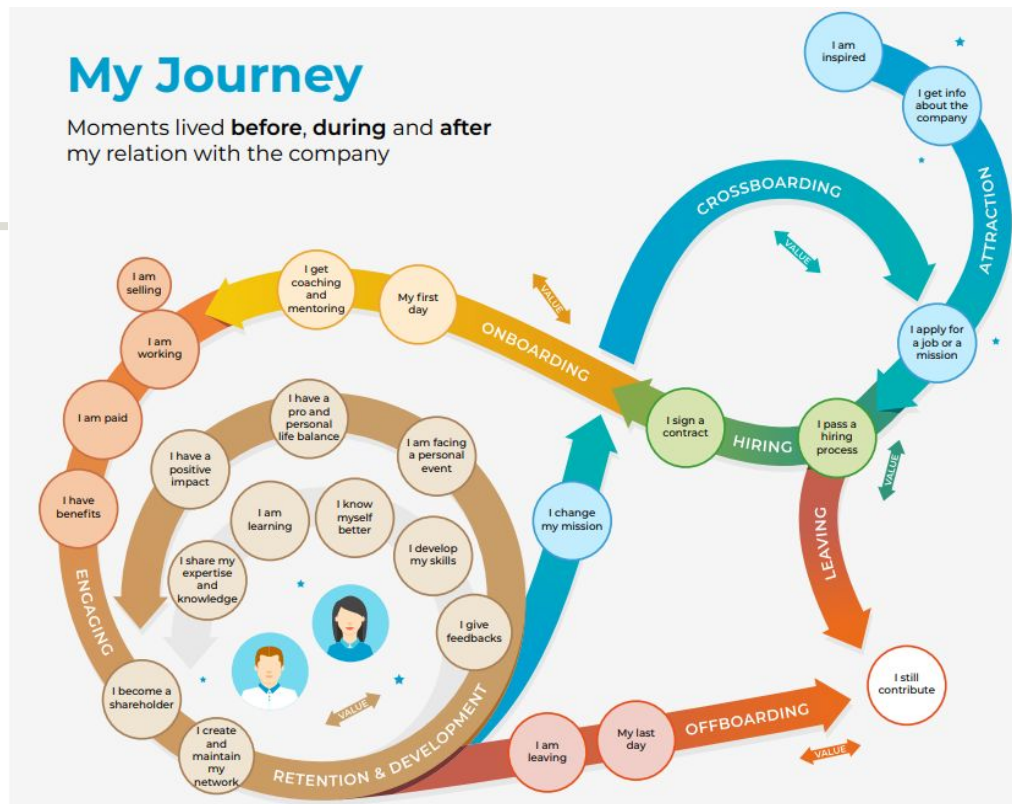 My Journey
Moments lived before, during and after
my relation with the company
I am
inspired
I get info
about the
company
ATTRACTION
I apply for
a job or a
mission
CROSSBOARDING
VALUE
I pass a
hiring
process
VALUE
HIRING
I sign a
contract
ONBOARDING
VALUE
My first
day
I get
coaching
and
mentoring
I am
selling
I am
working
I am paid
I have
benefits
ENGAGING
I become a
shareholder
I create
and
maintain
my
network
RETENTION & DEVELOPMENT
VALUE
I give
feedbacks
I develop
my skills
I know
myself
better
I am
learning
I share my
expertise
and
knowledge
I am facing
a personal
event
I have a
pro and
personal
life balance
I have a
positive
impact
I change
my mission
LEAVING
I am
leaving
My last
day
OFFBOARDING
VALUE
I still
contribute